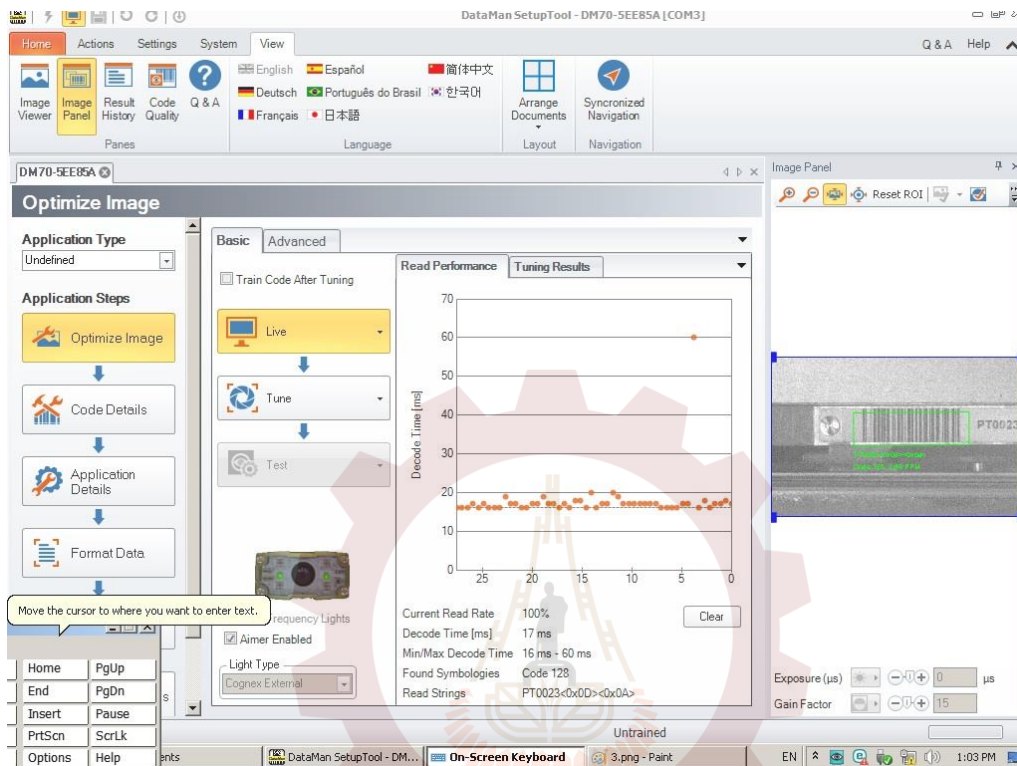 DataMan SetupTool - DM70-5EE85A [COM3]
Home Actions Settings System View Q & A Help
Image Viewer
Image Panel
Result History
Code Quality
Q & A
English Español 简体中文
Deutsch Português do Brasil 한국어
Français 日本語
Arrange Documents
Syncronized Navigation
Panes Language Layout Navigation
DM70-5EE85A
Optimize Image
Application Type
Undefined
Application Steps
Optimize Image
Code Details
Application Details
Format Data
Basic Advanced
Train Code After Tuning
Live
Tune
Test
requency Lights
Aimer Enabled
Light Type
Cognex External
Read Performance Tuning Results
Decode Time [ms]
70
60
50
40
30
20
10
0
25 20 15 10 5 0
Current Read Rate 100%
Clear
Decode Time [ms] 17 ms
Min/Max Decode Time 16 ms - 60 ms
Found Symbologies Code 128
Read Strings PT0023<0x0D><0x0A>
Image Panel
Reset ROI
PT0023
Exposure (µs) 0 µs
Gain Factor 15
Move the cursor to where you want to enter text.
Home PgUp
End PgDn
Insert Pause
PrtScn ScrLk
Options Help
s
Untrained
ents
DataMan SetupTool - DM...
On-Screen Keyboard
3.png - Paint
EN
1:03 PM